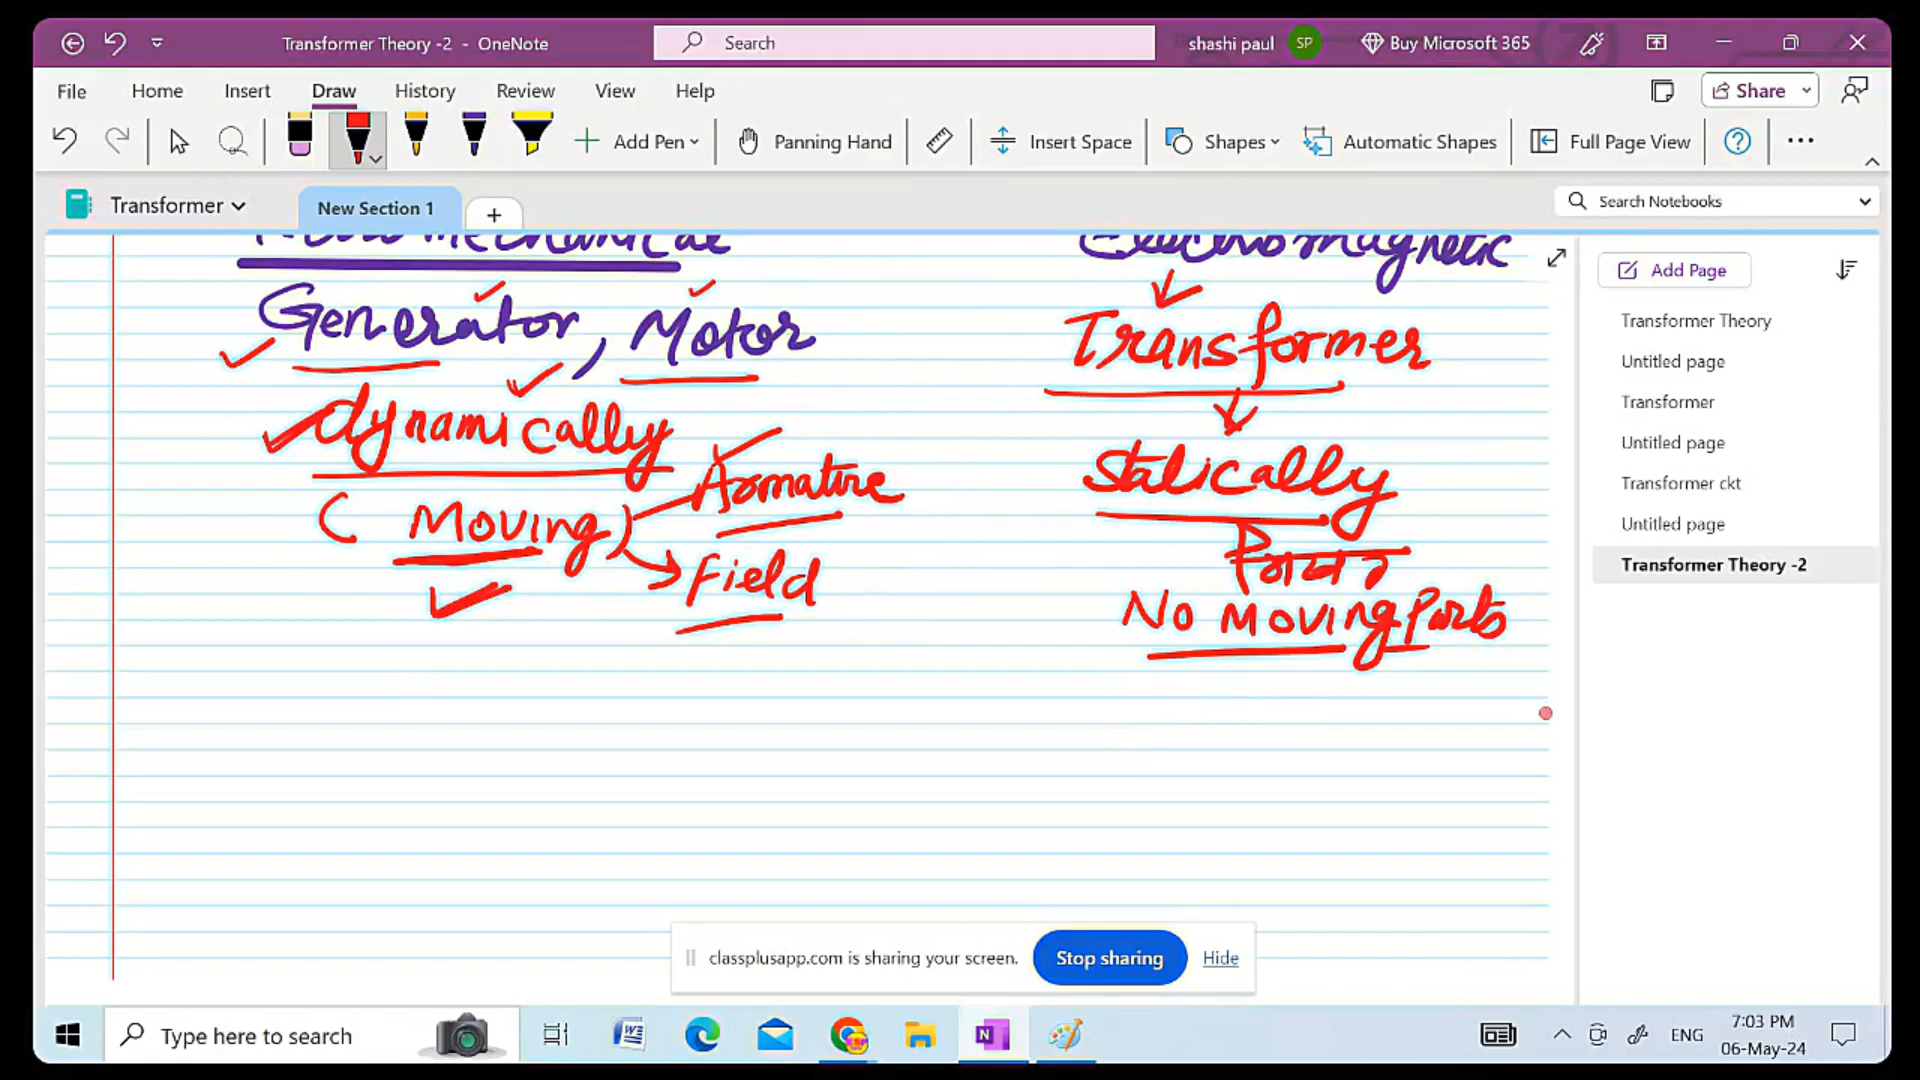 Transformer Theory -2 - OneNote
Search
shashi paul
SP
Buy Microsoft 365
File Home Insert Draw History Review View Help
Share
Add Pen
Panning Hand
Insert Space
Shapes
Automatic Shapes
Full Page View
Transformer
New Section 1
Search Notebooks
Electromagnetic
Generator, Motor
Transformer
dynamically
Statically
(Moving)
Armature
Field
No Moving Parts
Add Page
Transformer Theory
Untitled page
Transformer
Untitled page
Transformer ckt
Untitled page
Transformer Theory -2
classplusapp.com is sharing your screen.
Stop sharing
Hide
Type here to search
ENG
7:03 PM
06-May-24